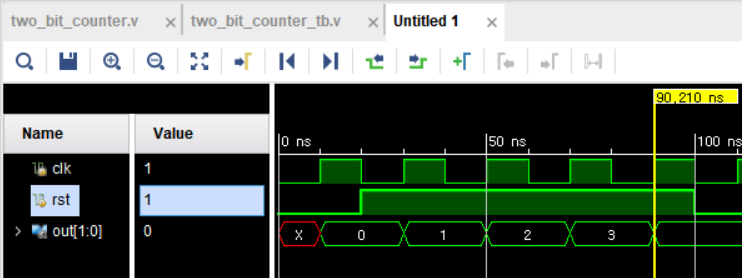 two_bit_counter.v × two_bit_counter_tb.v × Untitled 1 ×
90,210 ns
Name Value 0 ns 50 ns 100 ns
clk 1
rst 1
> out[1:0] 0 X 0 1 2 3